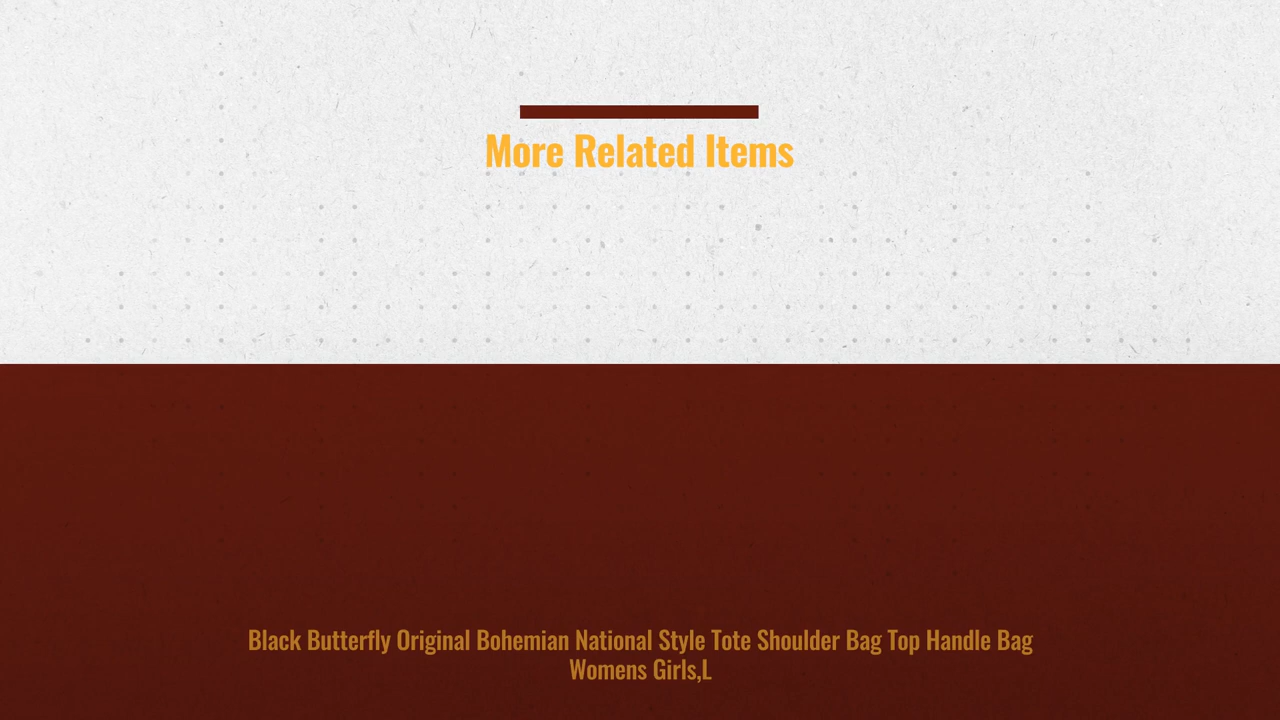 More Related Items
Black Butterfly Original Bohemian National Style Tote Shoulder Bag Top Handle Bag
Womens Girls,L